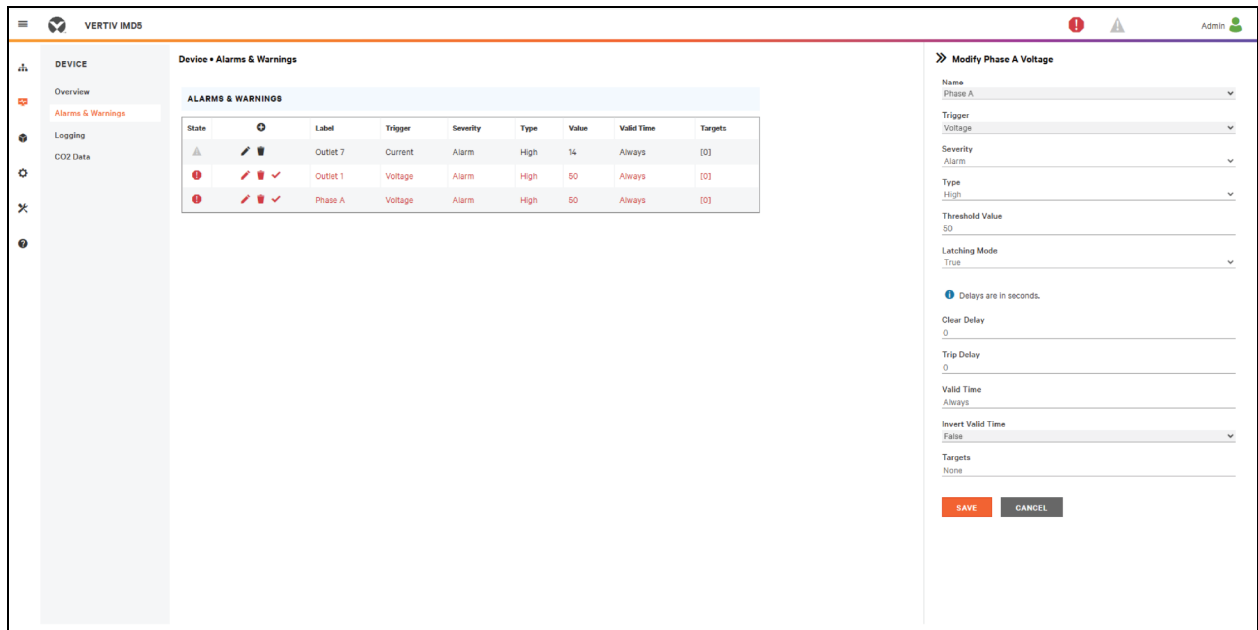 VERTIV IMD5
Admin
DEVICE
Overview
Alarms & Warnings
Logging
CO2 Data
Device • Alarms & Warnings
ALARMS & WARNINGS
State Label Trigger Severity Type Value Valid Time Targets
Outlet 7 Current Alarm High 14 Always [0]
Outlet 1 Voltage Alarm High 50 Always [0]
Phase A Voltage Alarm High 50 Always [0]
Modify Phase A Voltage
Name
Phase A
Trigger
Voltage
Severity
Alarm
Type
High
Threshold Value
50
Latching Mode
True
Delays are in seconds.
Clear Delay
0
Trip Delay
0
Valid Time
Always
Invert Valid Time
False
Targets
None
SAVE CANCEL